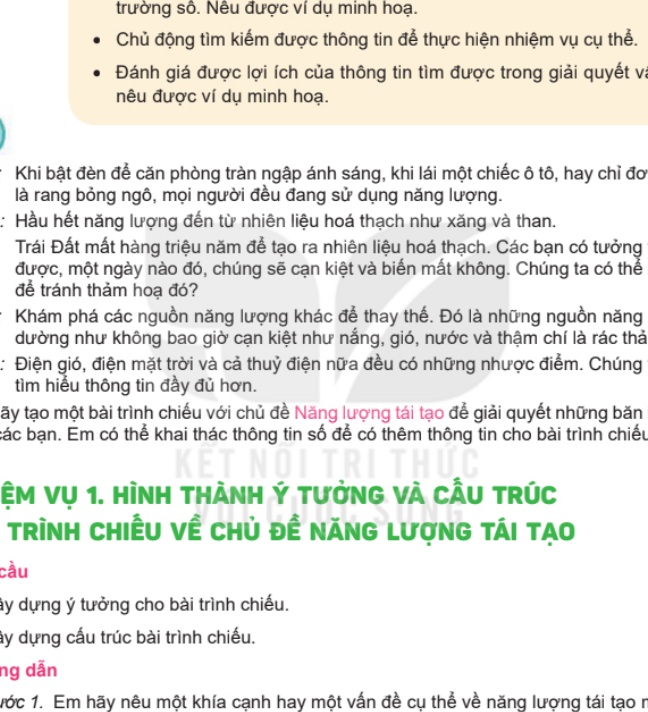 trường số. Nêu được ví dụ minh hoạ.
• Chủ động tìm kiếm được thông tin để thực hiện nhiệm vụ cụ thể.
• Đánh giá được lợi ích của thông tin tìm được trong giải quyết
nêu được ví dụ minh hoạ.
Khi bật đèn để căn phòng tràn ngập ánh sáng, khi lái một chiếc ô tô, hay chỉ
là rang bỏng ngô, mọi người đều đang sử dụng năng lượng.
: Hầu hết năng lượng đến từ nhiên liệu hoá thạch như xăng và than.
Trái Đất mất hàng triệu năm để tạo ra nhiên liệu hoá thạch. Các bạn có tưởng
được, một ngày nào đó, chúng sẽ cạn kiệt và biến mất không. Chúng ta có thể
để tránh thảm hoạ đó?
Khám phá các nguồn năng lượng khác để thay thế. Đó là những nguồn năng
dường như không bao giờ cạn kiệt như nắng, gió, nước và thậm chí là rác
: Điện gió, điện mặt trời và cả thuỷ điện nữa đều có những nhược điểm. Chúng
tìm hiểu thông tin đầy đủ hơn.
ãy tạo một bài trình chiếu với chủ đề Năng lượng tái tạo để giải quyết những băn
các bạn. Em có thể khai thác thông tin số để có thêm thông tin cho bài trình chiếu
KẾT NỐI TRI THỨC
VỚI CUỘC SỐNG
ỆM VỤ 1. HÌNH THÀNH Ý TƯỞNG VÀ CẤU TRÚC
TRÌNH CHIẾU VỀ CHỦ ĐỀ NĂNG LƯỢNG TÁI TẠO
cầu
ây dựng ý tưởng cho bài trình chiếu.
ây dựng cấu trúc bài trình chiếu.
ng dẫn
ước 1. Em hãy nêu một khía cạnh hay một vấn đề cụ thể về năng lượng tái tạo